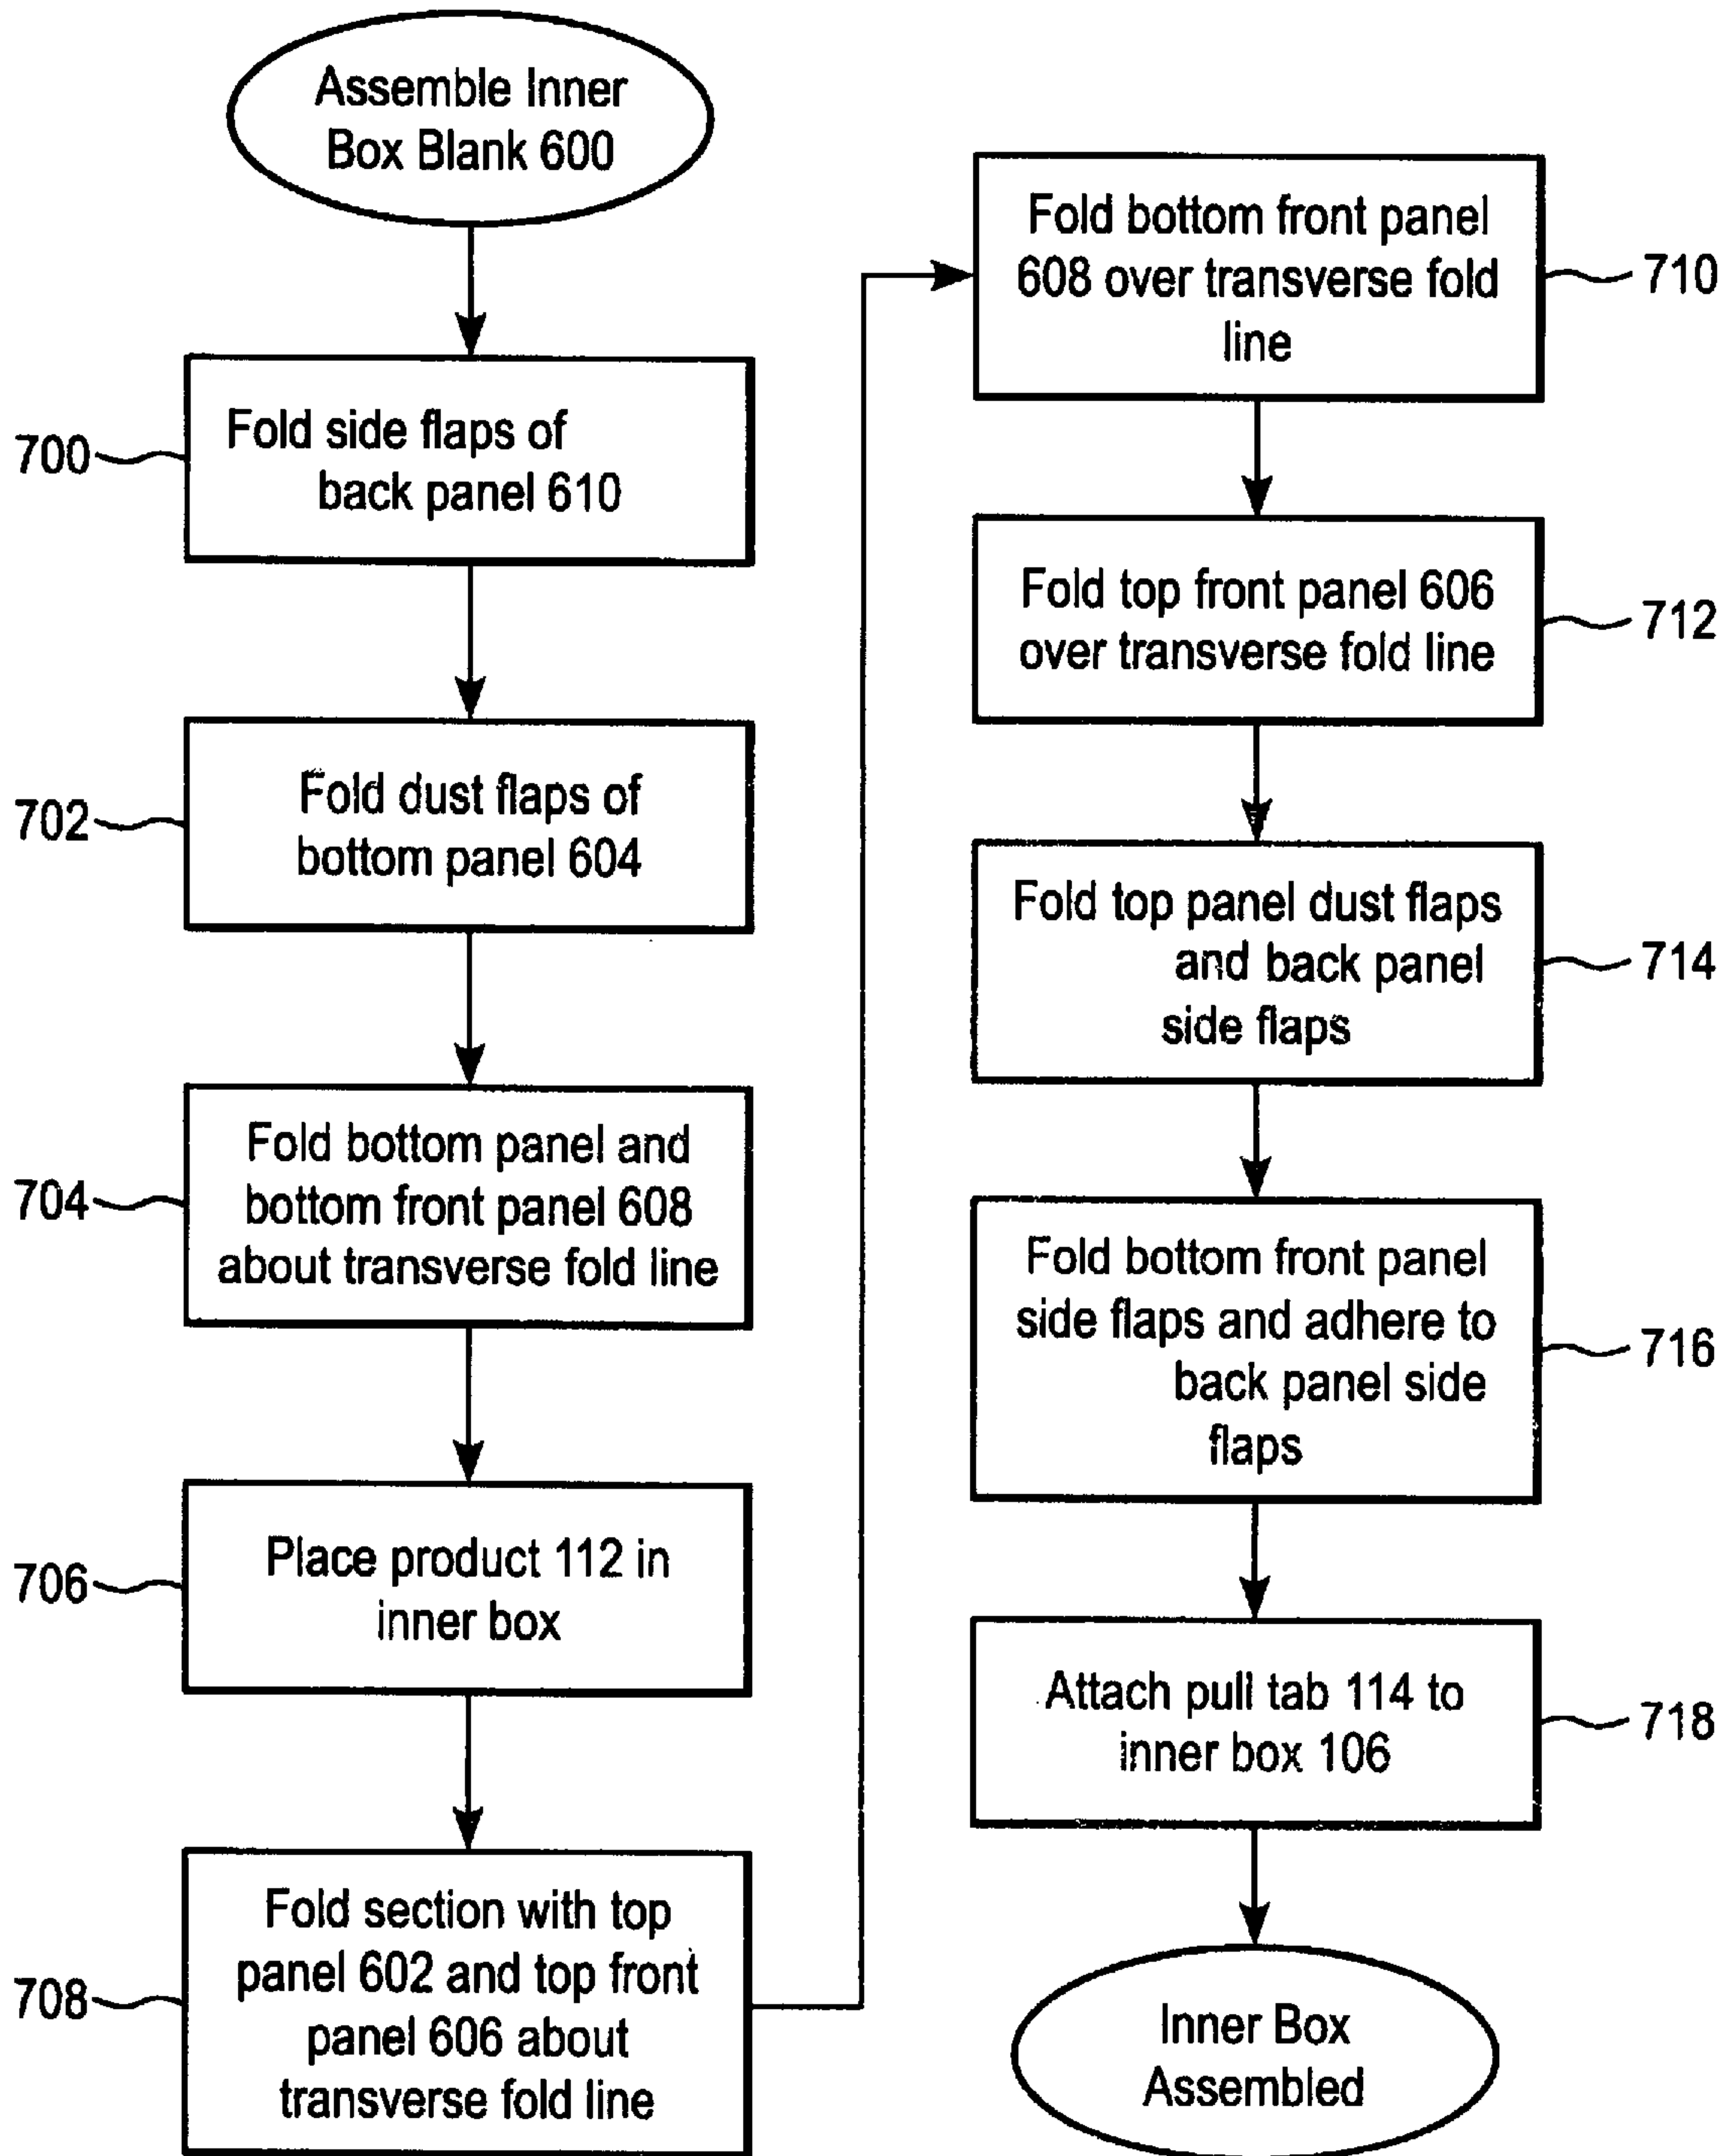 Assemble Inner
Box Blank 600
700
Fold side flaps of
back panel 610
702
Fold dust flaps of
bottom panel 604
704
Fold bottom panel and
bottom front panel 608
about transverse fold line
706
Place product 112 in
inner box
708
Fold section with top
panel 602 and top front
panel 606 about
transverse fold line
Fold bottom front panel
608 over transverse fold
line
710
Fold top front panel 606
over transverse fold line
712
Fold top panel dust flaps
and back panel
side flaps
714
Fold bottom front panel
side flaps and adhere to
back panel side
flaps
716
Attach pull tab 114 to
inner box 106
718
Inner Box
Assembled